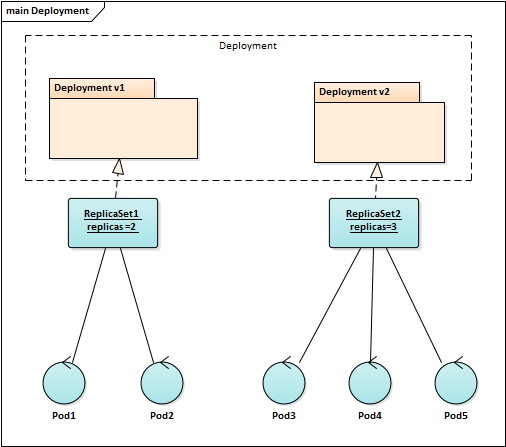 main Deployment
Deployment
Deployment v1
Deployment v2
ReplicaSet1
replicas =2
ReplicaSet2
replicas=3
Pod1
Pod2
Pod3
Pod4
Pod5